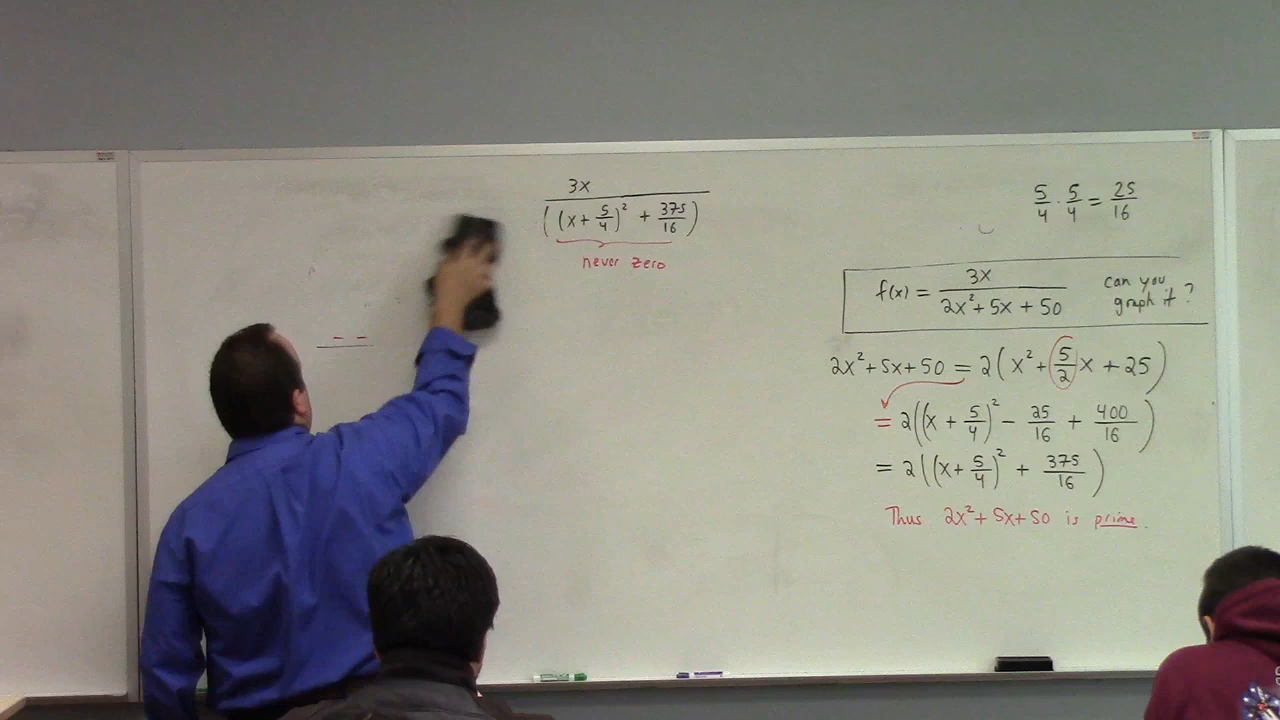 3x
((x + 5/4)² + 375/16)
never zero
5/4 · 5/4 = 25/16
f(x) = 3x / 2x² + 5x + 50 can you graph it?
2x² + 5x + 50 = 2(x² + 5/2 x + 25)
= 2((x + 5/4)² - 25/16 + 400/16)
= 2((x + 5/4)² + 375/16)
Thus 2x² + 5x + 50 is prime.